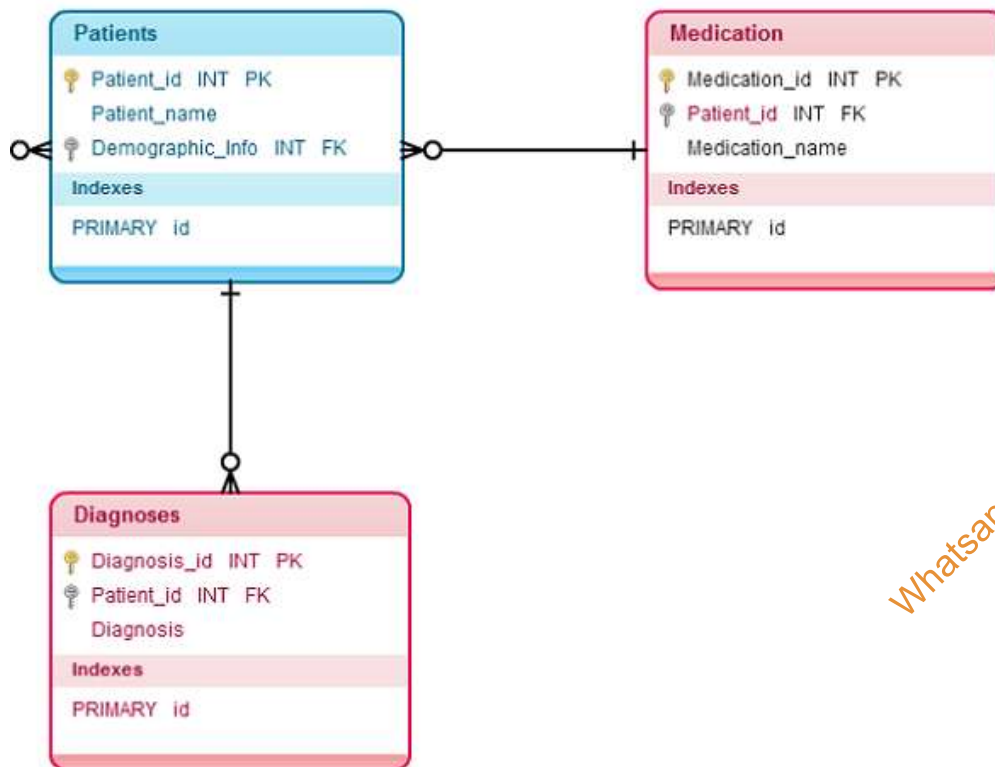 Patients
Patient_id INT PK
Patient_name
Demographic_Info INT FK
Indexes
PRIMARY id
Medication
Medication_id INT PK
Patient_id INT FK
Medication_name
Indexes
PRIMARY id
Diagnoses
Diagnosis_id INT PK
Patient_id INT FK
Diagnosis
Indexes
PRIMARY id